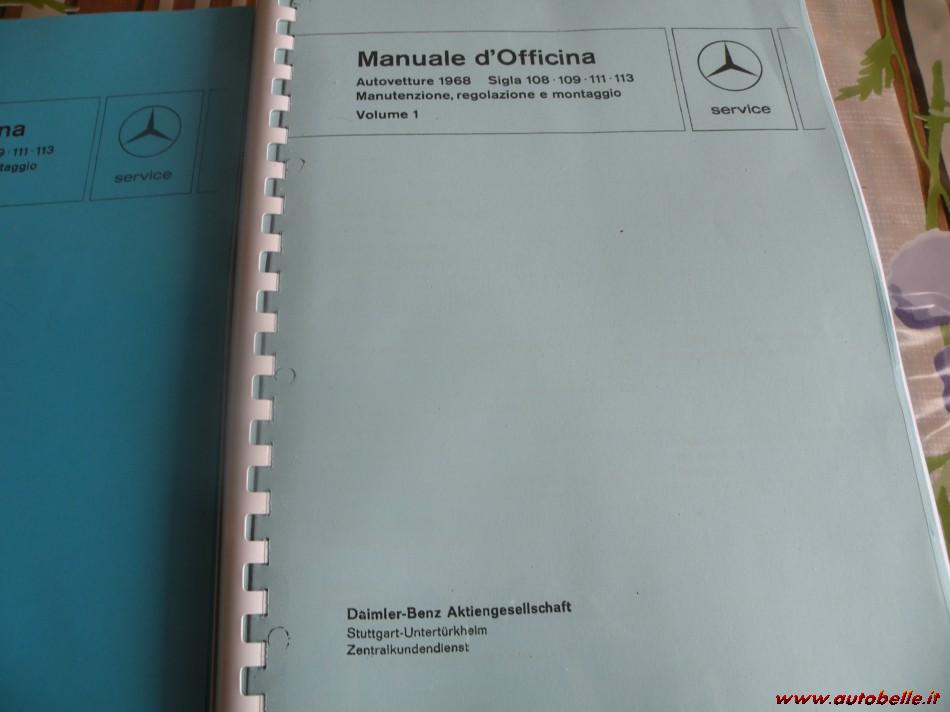 Manuale d'Officina
Autovetture 1968 Sigla 108·109·111·113
Manutenzione, regolazione e montaggio
Volume 1
service
Daimler-Benz Aktiengesellschaft
Stuttgart-Untertürkheim
Zentralkundendienst
na
9·111·113
taggio
service
www.autobelle.it